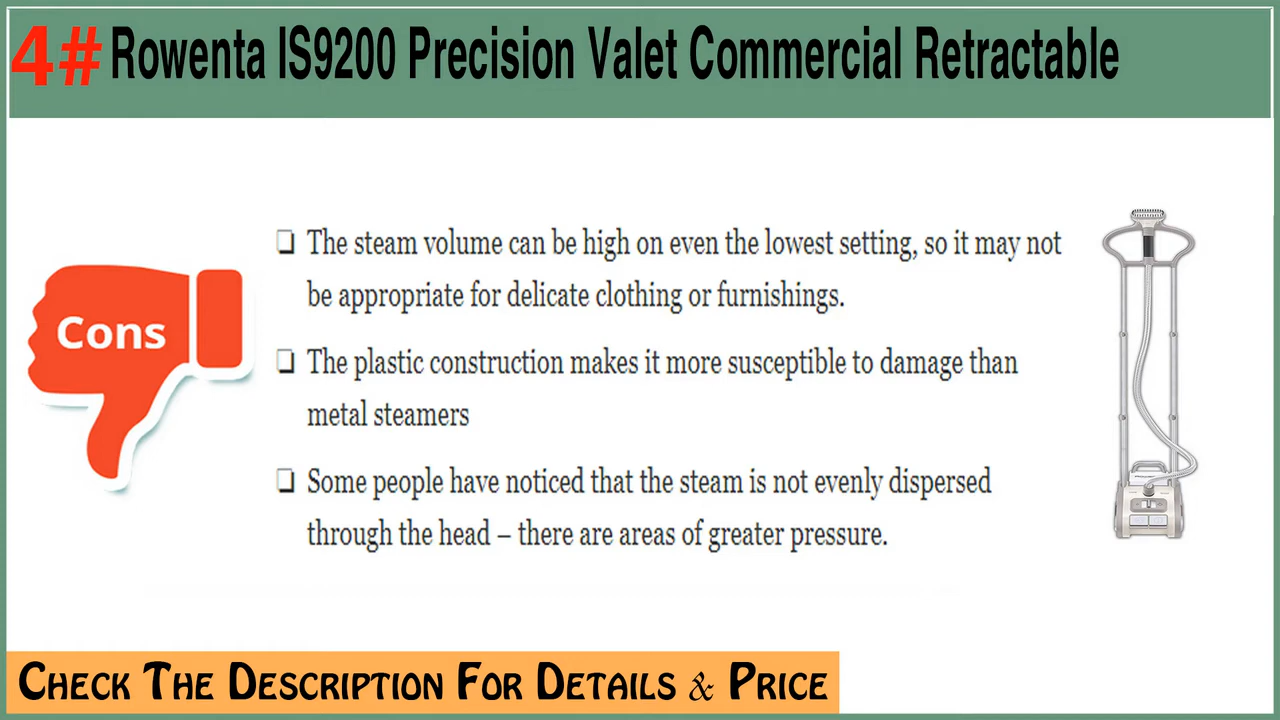 4# Rowenta IS9200 Precision Valet Commercial Retractable
Cons
❏ The steam volume can be high on even the lowest setting, so it may not
be appropriate for delicate clothing or furnishings.
❏ The plastic construction makes it more susceptible to damage than
metal steamers
❏ Some people have noticed that the steam is not evenly dispersed
through the head – there are areas of greater pressure.
Check The Description For Details & Price